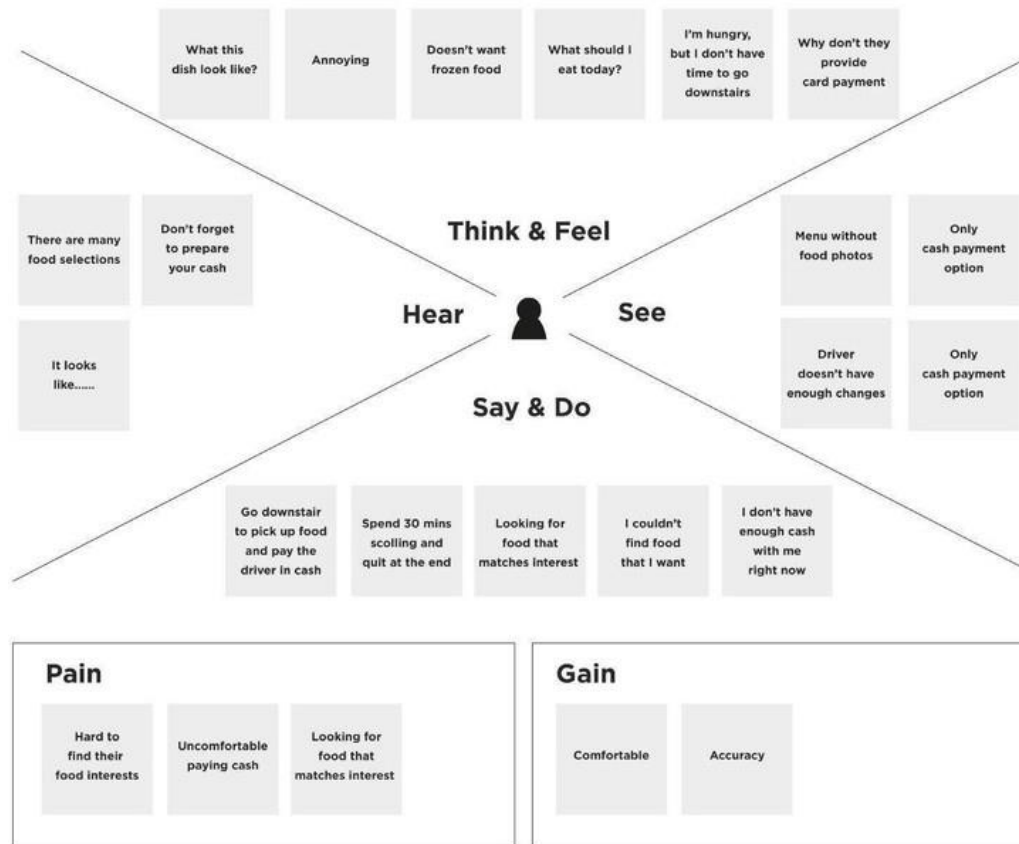 What this
dish look like?
Annoying
Doesn't want
frozen food
What should I
eat today?
I'm hungry,
but I don't have
time to go
downstairs
Why don't they
provide
card payment
Think & Feel
There are many
food selections
Don't forget
to prepare
your cash
It looks
like......
Hear
See
Menu without
food photos
Only
cash payment
option
Driver
doesn't have
enough changes
Only
cash payment
option
Say & Do
Go downstair
to pick up food
and pay the
driver in cash
Spend 30 mins
scolling and
quit at the end
Looking for
food that
matches interest
I couldn't
find food
that I want
I don't have
enough cash
with me
right now
Pain
Hard to
find their
food interests
Uncomfortable
paying cash
Looking for
food that
matches interest
Gain
Comfortable
Accuracy